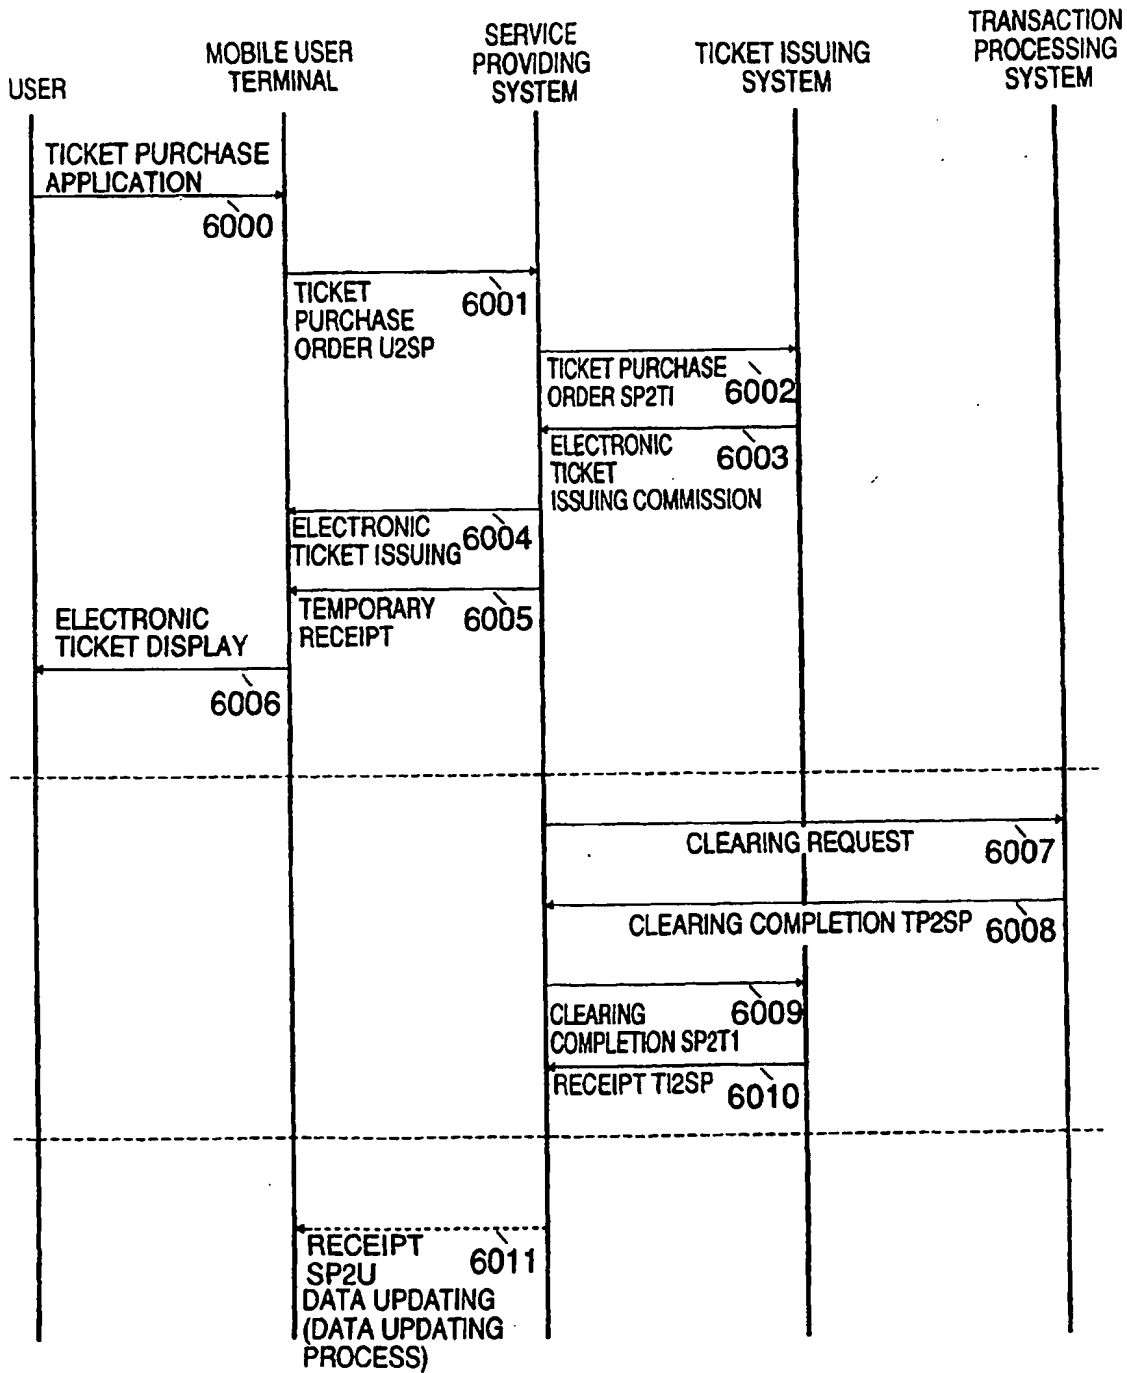 USER
MOBILE USER
TERMINAL
SERVICE
PROVIDING
SYSTEM
TICKET ISSUING
SYSTEM
TRANSACTION
PROCESSING
SYSTEM
TICKET PURCHASE
APPLICATION
6000
TICKET
PURCHASE
ORDER U2SP
6001
TICKET PURCHASE
ORDER SP2TI
6002
ELECTRONIC
TICKET
ISSUING COMMISSION
6003
ELECTRONIC
TICKET ISSUING
6004
TEMPORARY
RECEIPT
6005
ELECTRONIC
TICKET DISPLAY
6006
CLEARING REQUEST
6007
CLEARING COMPLETION TP2SP
6008
CLEARING
COMPLETION SP2T1
6009
RECEIPT TI2SP
6010
RECEIPT
SP2U
DATA UPDATING
(DATA UPDATING
PROCESS)
6011